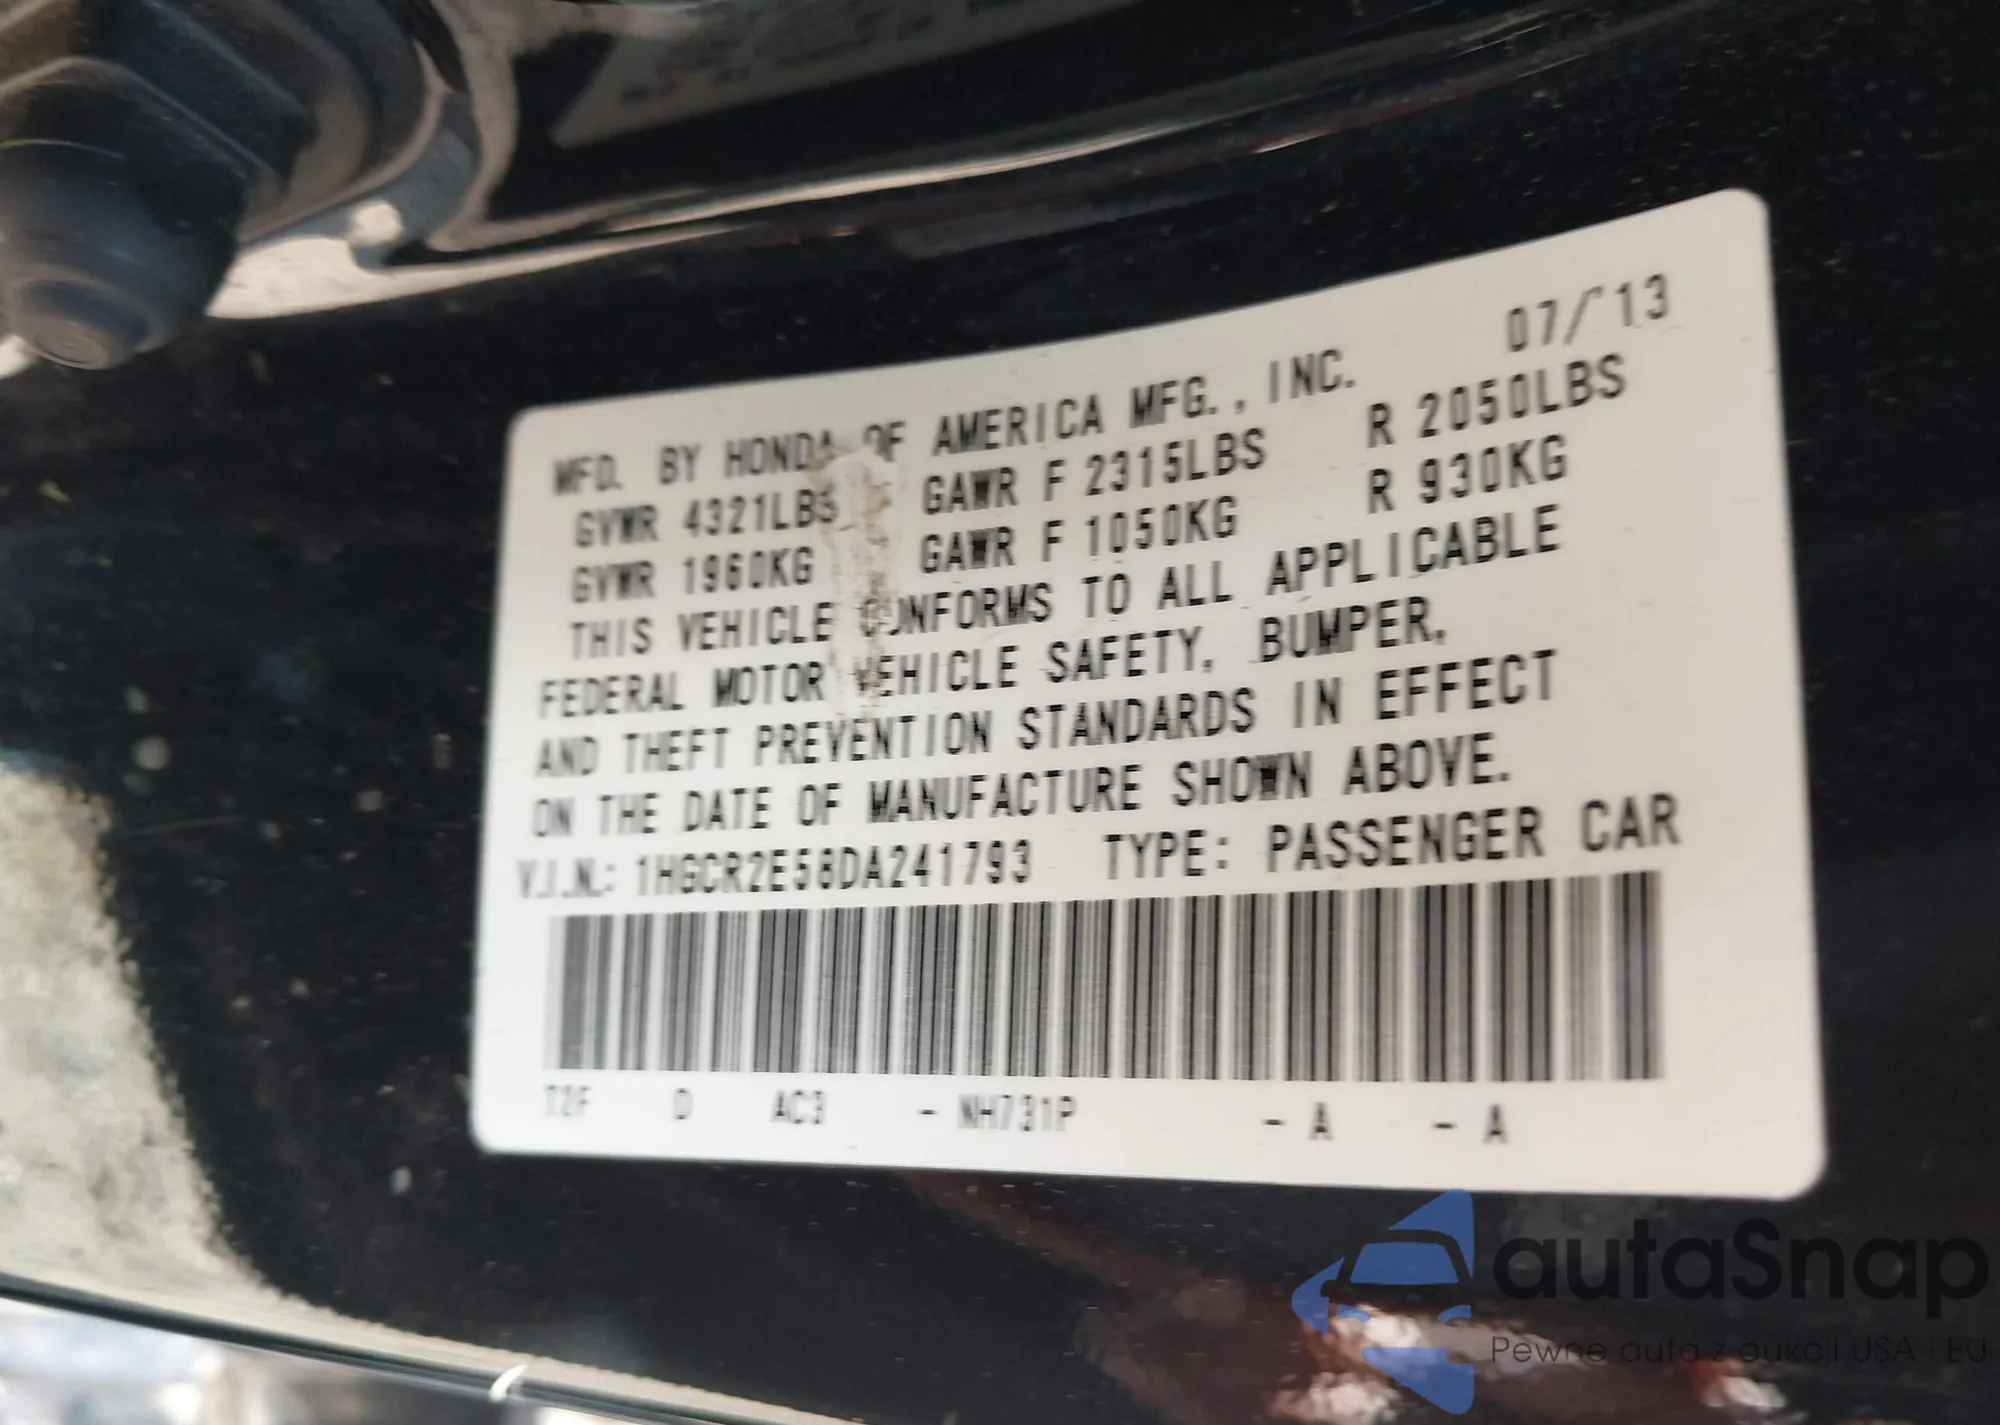 07/'13
MFD. BY HONDA OF AMERICA MFG., INC.
GVWR 4321LBS GAWR F 2315LBS R 2050LBS
GVWR 1960KG GAWR F 1050KG R 930KG
THIS VEHICLE CONFORMS TO ALL APPLICABLE
FEDERAL MOTOR VEHICLE SAFETY, BUMPER,
AND THEFT PREVENTION STANDARDS IN EFFECT
ON THE DATE OF MANUFACTURE SHOWN ABOVE.
V.I.N.: 1HGCR2E58DA241793 TYPE: PASSENGER CAR
T2F D AC3 - NH731P - A - A
autaSnap
Pewne auta z aukcji USA i EU